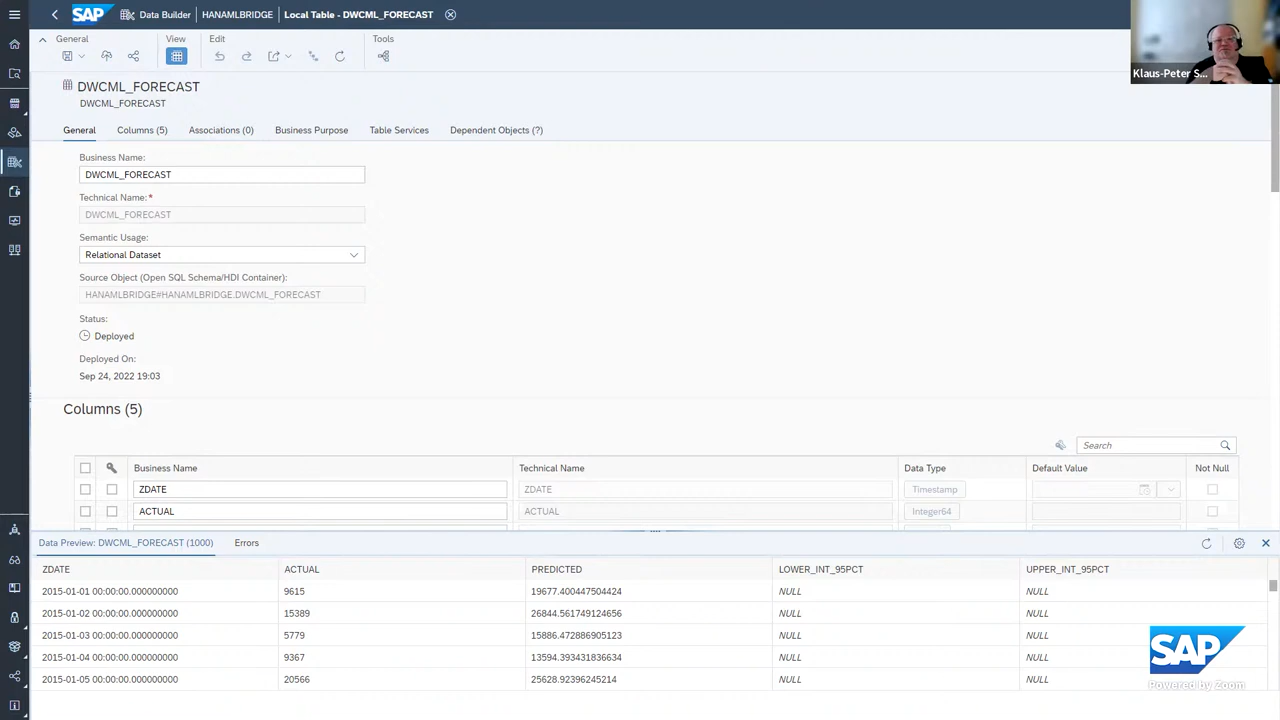 SAP Data Builder HANAMLBRIDGE Local Table - DWCML_FORECAST
General View Edit Tools
Klaus-Peter S...
DWCML_FORECAST
DWCML_FORECAST
General Columns (5) Associations (0) Business Purpose Table Services Dependent Objects (?)
Business Name:
DWCML_FORECAST
Technical Name:*
DWCML_FORECAST
Semantic Usage:
Relational Dataset
Source Object (Open SQL Schema/HDI Container):
HANAMLBRIDGE#HANAMLBRIDGE.DWCML_FORECAST
Status:
Deployed
Deployed On:
Sep 24, 2022 19:03
Columns (5)
Search
Business Name Technical Name Data Type Default Value Not Null
ZDATE ZDATE Timestamp
ACTUAL ACTUAL Integer64
Data Preview: DWCML_FORECAST (1000) Errors
ZDATE ACTUAL PREDICTED LOWER_INT_95PCT UPPER_INT_95PCT
2015-01-01 00:00:00.000000000 9615 19677.400447504424 NULL NULL
2015-01-02 00:00:00.000000000 15389 26844.561749124656 NULL NULL
2015-01-03 00:00:00.000000000 5779 15886.472886905123 NULL NULL
2015-01-04 00:00:00.000000000 9367 13594.393431836634 NULL NULL
2015-01-05 00:00:00.000000000 20566 25628.92396245214 NULL NULL
SAP
Powered by Zoom